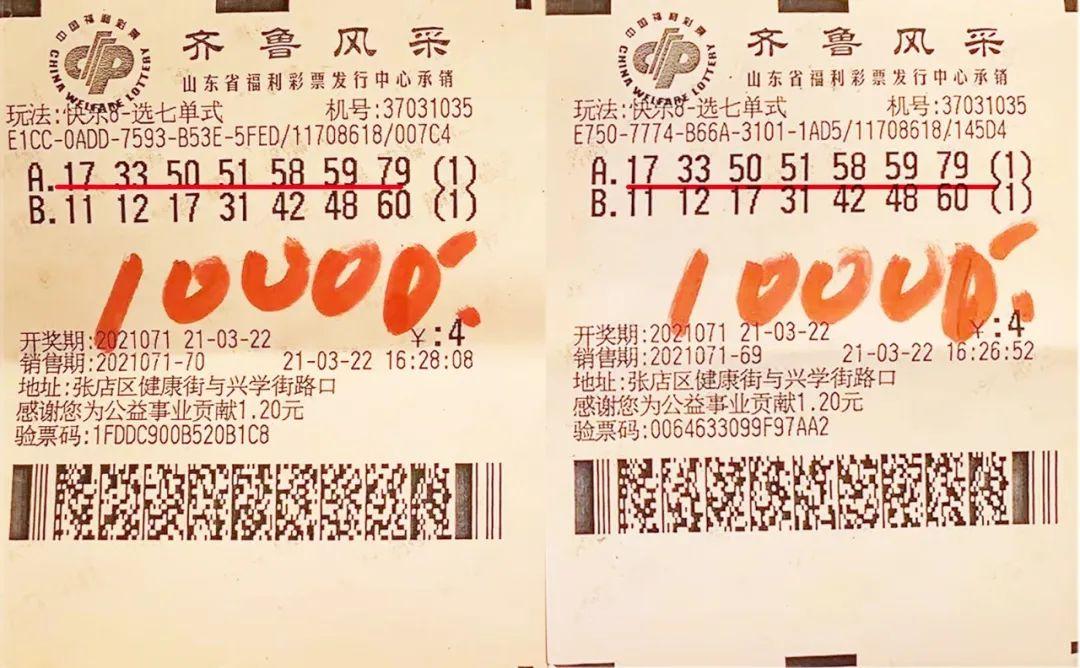 中国福利彩票
CHINA WELFARE LOTTERY
齐鲁风采
山东省福利彩票发行中心承销
玩法:快乐8-选七单式 机号:37031035
E1CC-0ADD-7593-B53E-5FED/11708618/007C4
A.17 33 50 51 58 59 79 (1)
B.11 12 17 31 42 48 60 (1)
10000.
开奖期:2021071 21-03-22 ¥:4
销售期:2021071-70 21-03-22 16:28:08
地址:张店区健康街与兴学街路口
感谢您为公益事业贡献1.20元
验票码:1FDDC900B520B1C8
中国福利彩票
CHINA WELFARE LOTTERY
齐鲁风采
山东省福利彩票发行中心承销
玩法:快乐8-选七单式 机号:37031035
E750-7774-B66A-3101-1AD5/11708618/145D4
A.17 33 50 51 58 59 79 (1)
B.11 12 17 31 42 48 60 (1)
10000.
开奖期:2021071 21-03-22 ¥:4
销售期:2021071-69 21-03-22 16:26:52
地址:张店区健康街与兴学街路口
感谢您为公益事业贡献1.20元
验票码:0064633099F97AA2